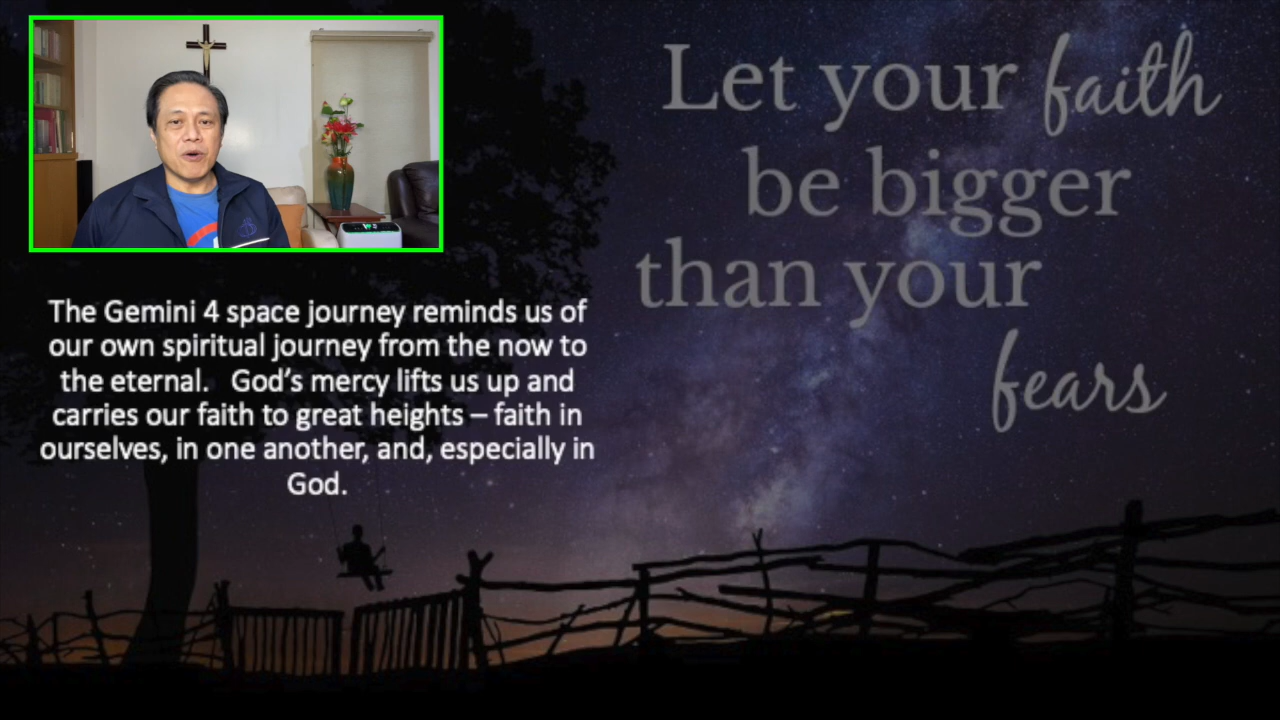 Let your faith
be bigger
than your
fears
The Gemini 4 space journey reminds us of
our own spiritual journey from the now to
the eternal.   God’s mercy lifts us up and
carries our faith to great heights – faith in
ourselves, in one another, and, especially in
God.